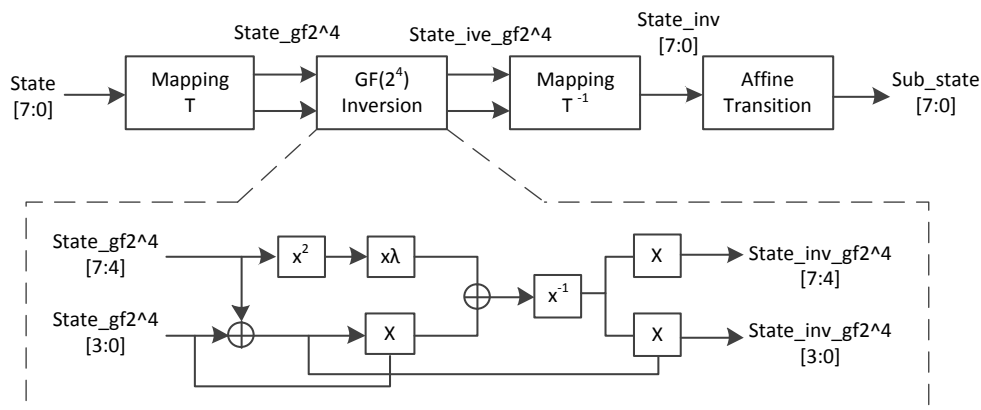 State_gf2^4
State_ive_gf2^4
State_inv
[7:0]
State
[7:0]
Mapping
T
GF(2⁴)
Inversion
Mapping
T⁻¹
Affine
Transition
Sub_state
[7:0]
State_gf2^4
[7:4]
x²
xλ
x⁻¹
X
State_inv_gf2^4
[7:4]
State_gf2^4
[3:0]
X
X
State_inv_gf2^4
[3:0]